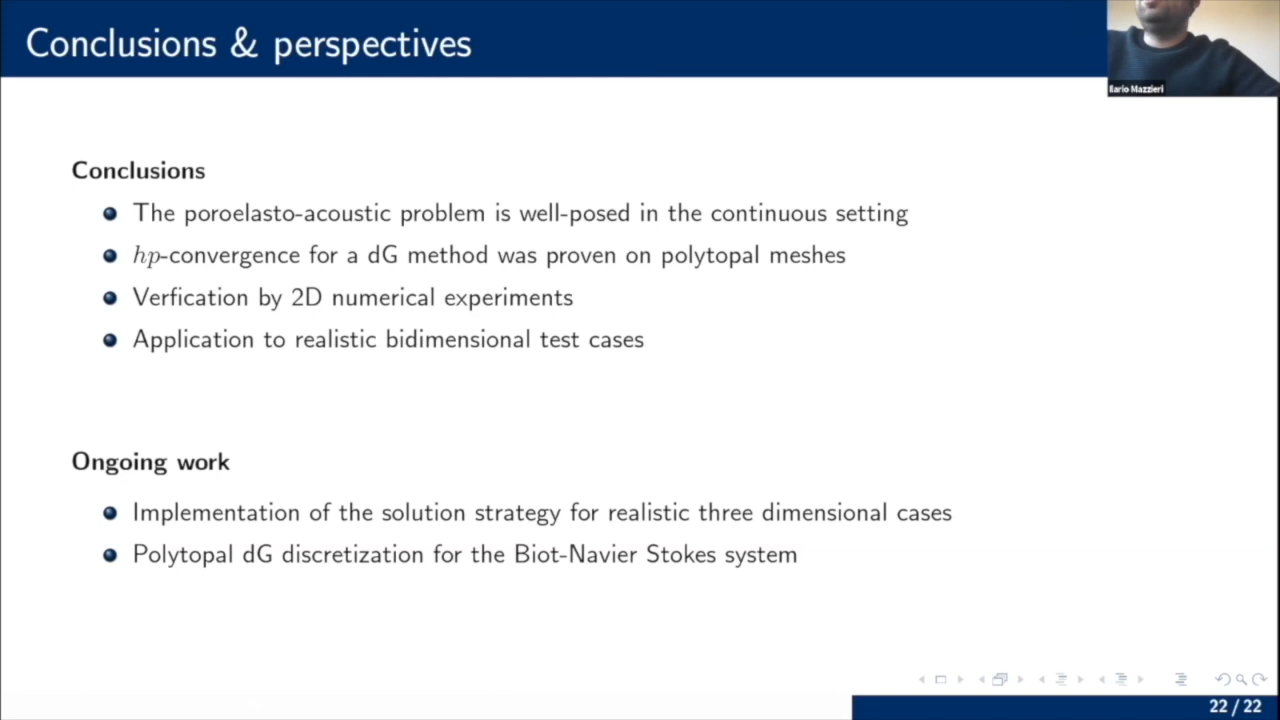 Conclusions & perspectives
Ilario Mazzieri
Conclusions
The poroelasto-acoustic problem is well-posed in the continuous setting
hp-convergence for a dG method was proven on polytopal meshes
Verfication by 2D numerical experiments
Application to realistic bidimensional test cases
Ongoing work
Implementation of the solution strategy for realistic three dimensional cases
Polytopal dG discretization for the Biot-Navier Stokes system
22 / 22